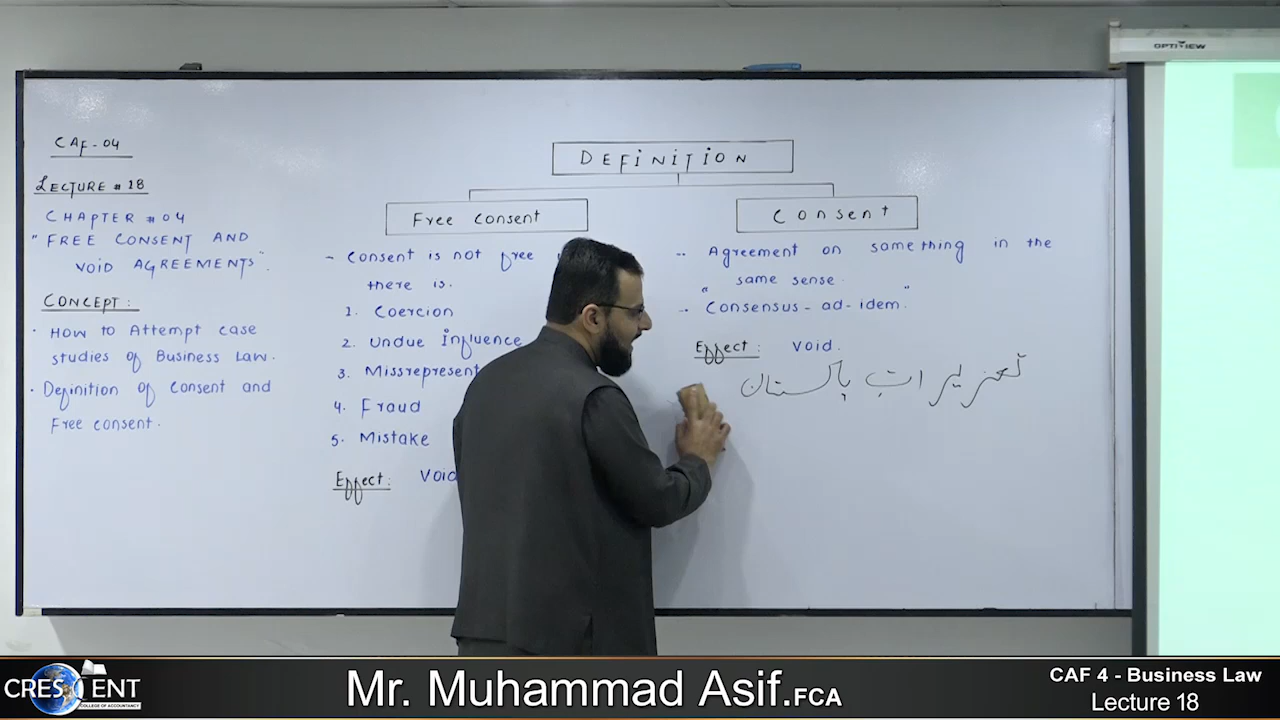 OPTIVIEW
CAF-04
LECTURE # 18
CHAPTER # 04
"FREE CONSENT AND
VOID AGREEMENTS".
CONCEPT:
· How to Attempt case
studies of Business Law.
· Definition of Consent and
Free consent.
DEFINITION
Free Consent
- Consent is not free
there is.
1. Coercion
2. Undue Influence
3. Missrepresent
4. Fraud
5. Mistake
Effect: Void
Consent
-. Agreement on something in the
same sense.
-. "Consensus-ad-idem".
Effect: Void.
تعزیرات پاکستان
CRESCENT
COLLEGE OF ACCOUNTANCY
Mr. Muhammad Asif.FCA
CAF 4 - Business Law
Lecture 18